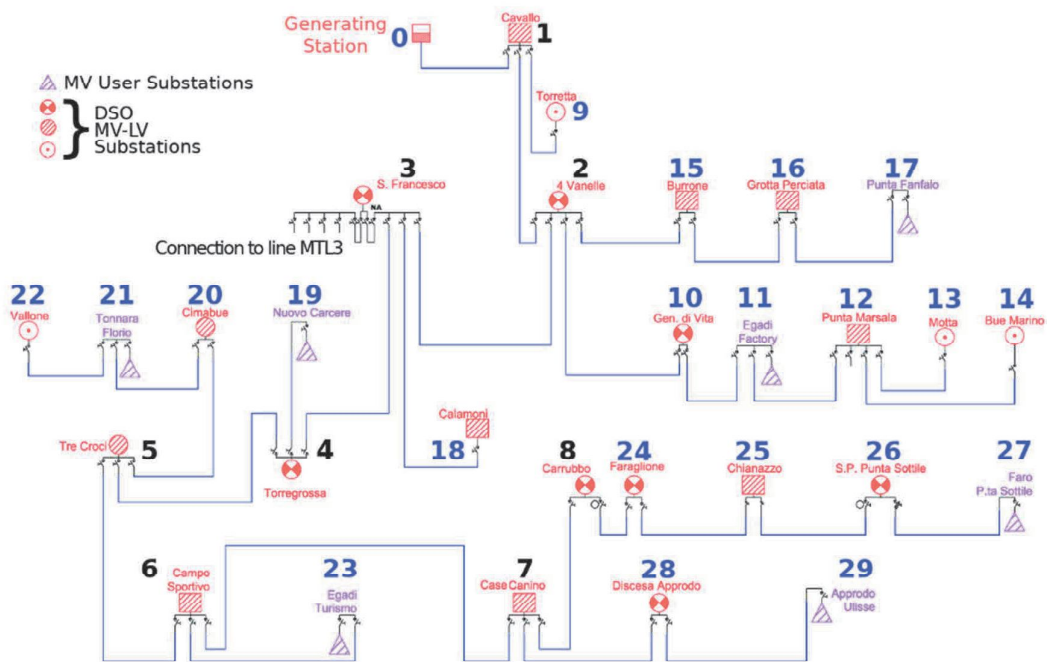 Generating
Station
0
Cavallo
1
MV User Substations
DSO
MV-LV
Substations
Torretta
9
3
S. Francesco
NA
Connection to line MTL3
2
4 Vanelle
15
Burrone
16
Grotta Perciata
17
Punta Fanfalo
22
Vallone
21
Tonnara
Florio
20
Cimabue
19
Nuovo Carcere
10
Gen. di Vita
11
Egadi
Factory
12
Punta Marsala
13
Motta
14
Bue Marino
Tre Croci
5
4
Torregrossa
Calamoni
18
8
Carrubbo
24
Faraglione
25
Chianazzo
26
S.P. Punta Sottile
27
Faro
P.ta Sottile
6
Campo
Sportivo
23
Egadi
Turismo
7
Case Canino
28
Discesa Approdo
29
Approdo
Ulisse